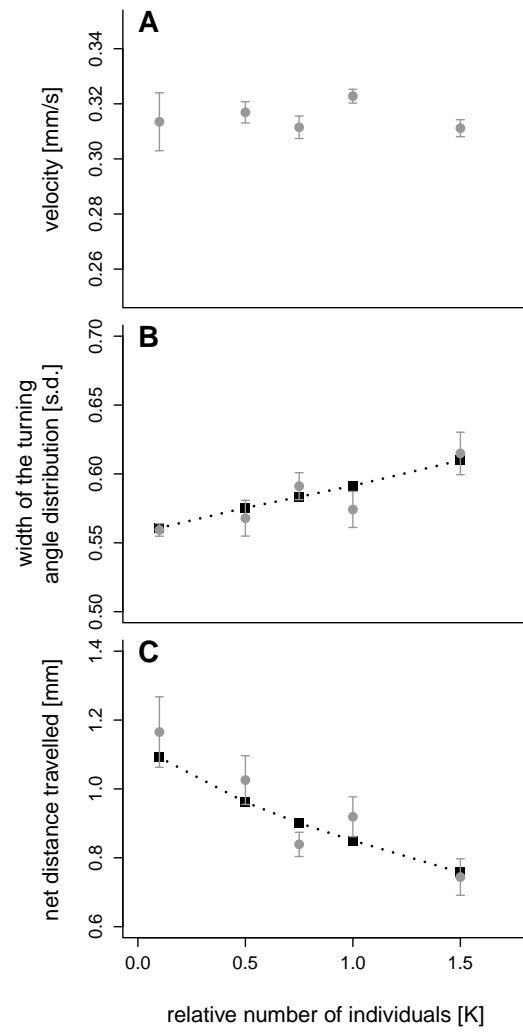 A
velocity [mm/s]
0.34
0.32
0.30
0.28
0.26
B
width of the turning
angle distribution [s.d.]
0.70
0.65
0.60
0.55
0.50
C
net distance travelled [mm]
1.4
1.2
1.0
0.8
0.6
0.0 0.5 1.0 1.5
relative number of individuals [K]